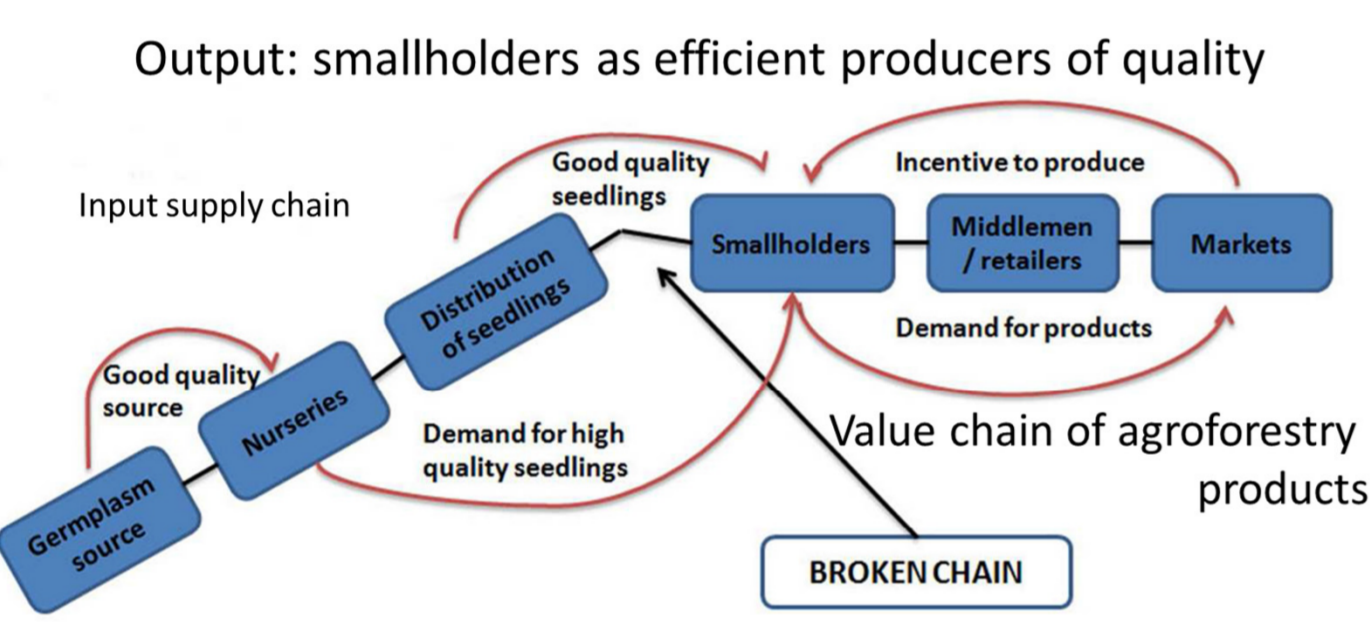 Output: smallholders as efficient producers of quality
Input supply chain
Good quality
seedlings
Incentive to produce
Smallholders
Middlemen
/ retailers
Markets
Distribution
of seedlings
Demand for products
Good quality
source
Nurseries
Demand for high
quality seedlings
Value chain of agroforestry
products
Germplasm
source
BROKEN CHAIN